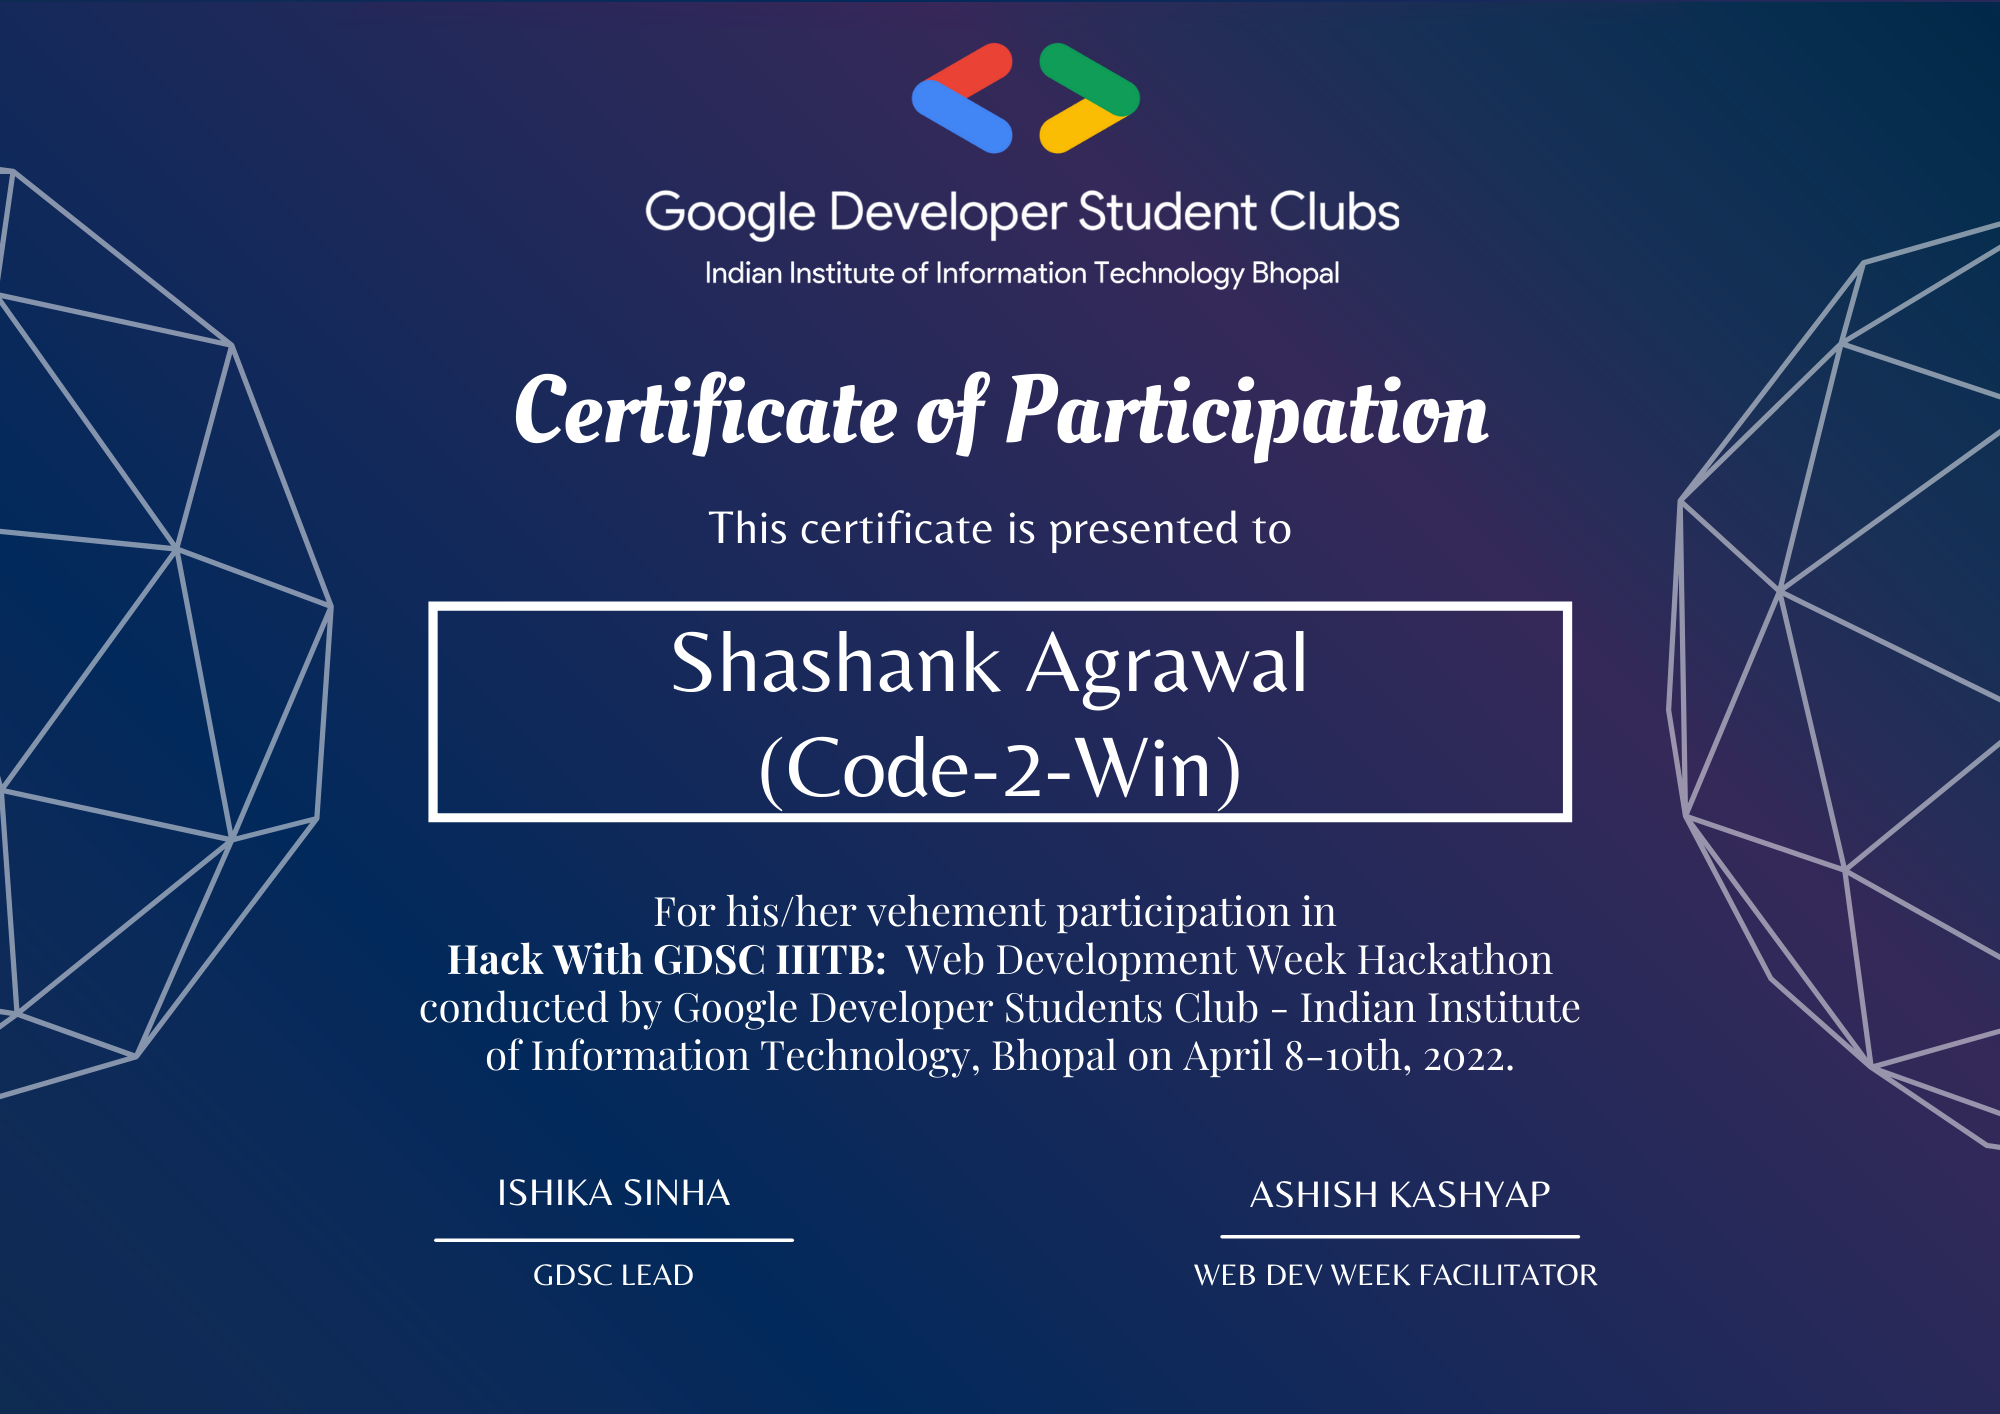 Google Developer Student Clubs
Indian Institute of Information Technology Bhopal
Certificate of Participation
This certificate is presented to
Shashank Agrawal
(Code-2-Win)
For his/her vehement participation in
Hack With GDSC IIITB: Web Development Week Hackathon
conducted by Google Developer Students Club - Indian Institute
of Information Technology, Bhopal on April 8-10th, 2022.
ISHIKA SINHA
GDSC LEAD
ASHISH KASHYAP
WEB DEV WEEK FACILITATOR